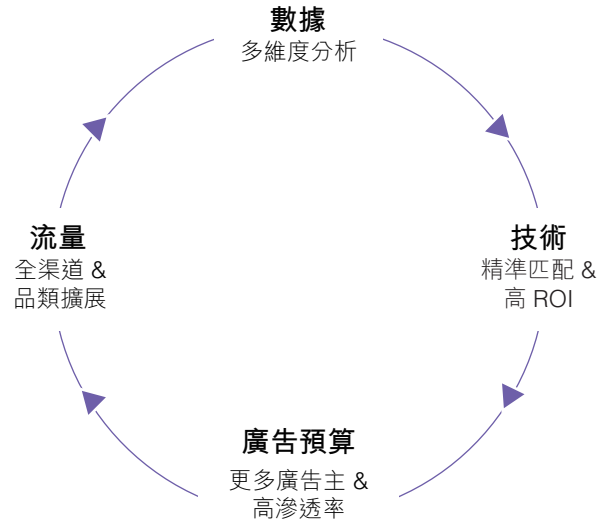 數據
多維度分析
技術
精準匹配 &
高 ROI
廣告預算
更多廣告主 &
高滲透率
流量
全渠道 &
品類擴展